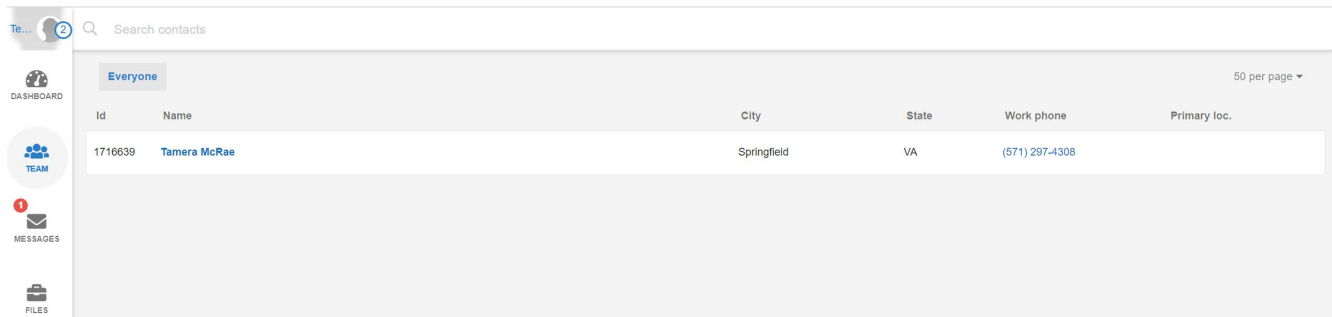 Te... 2 Search contacts
Everyone 50 per page
DASHBOARD
Id Name City State Work phone Primary loc.
1716639 Tamera McRae Springfield VA (571) 297-4308
TEAM
1
MESSAGES
FILES